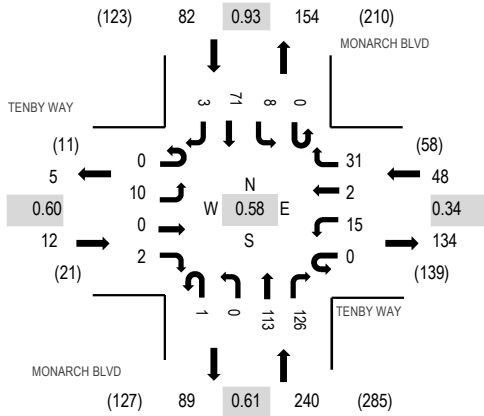 (123) 82 0.93 154 (210)
MONARCH BLVD
TENBY WAY
3 71 8 0
(11)
5
0.60
12
(21)
0
10
0
2
N
W 0.58 E
S
31
2
15
0
(58)
48
0.34
134
(139)
1 0 113 126
TENBY WAY
MONARCH BLVD
(127) 89 0.61 240 (285)